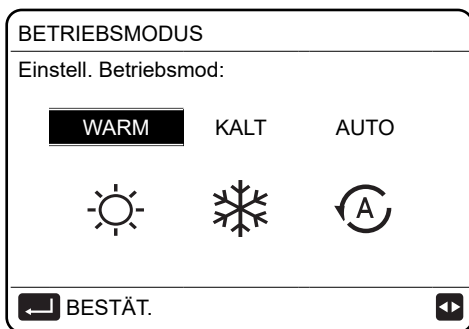 BETRIEBSMODUS
Einstell. Betriebsmod:
WARM KALT AUTO
A
BESTÄT.